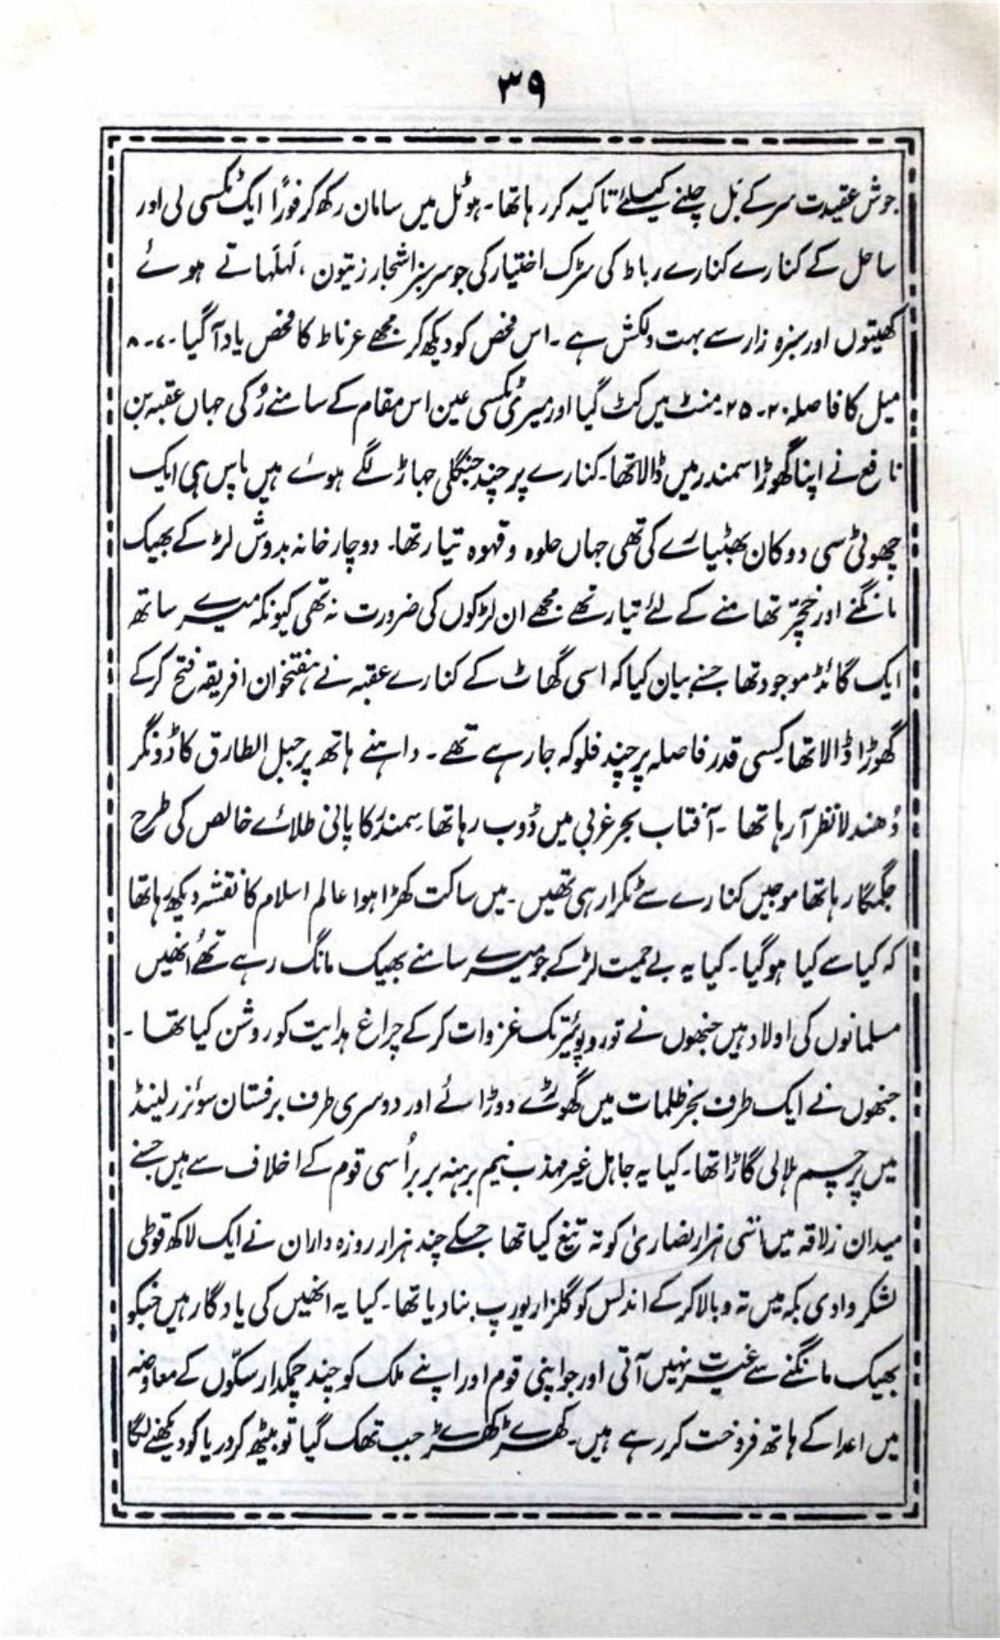 ۳۹
جوش عقیدت سر کے بَل چلنے کیلئے تاکید کر رہا تھا۔ ہوٹل میں سامان رکھ کر فوراً ایک ٹکسی لی اور
ساحل کے کنارے کنارے رباط کی سڑک اختیار کی جو سرسبز اشجار زیتون ، لہلہاتے ہوئے
کھیتوں اور سبزہ زار سے بہت دلکش ہے ۔ اس فحص کو دیکھ کر مجھے غرناط کا فحص یاد آ گیا ۔ ۷۔۸
میل کا فاصلہ ۲۰۔۲۵ منٹ میں کٹ گیا اور میری ٹکسی عین اس مقام کے سامنے رُکی جہاں عقبہ بن
نافع نے اپنا گھوڑا سمندر میں ڈالا تھا۔ کنارے پر چند جنگلی جہاڑ لگے ہوئے ہیں پاس ہی ایک
چھوٹی سی دوکان بھٹیارے کی تھی جہاں حلوہ و قہوہ تیار تھا۔ دو چار خانہ بدوش لڑکے بھیک
مانگنے اور خچّر تھامنے کے لئے تیار تھے مجھے ان لڑکوں کی ضرورت نہ تھی کیونکہ میرے ساتھ
ایک گائڈ موجود تھا جسنے بیان کیا کہ اسی گھاٹ کے کنارے عقبہ نے ہفتخوان افریقہ فتح کر کے
گھوڑا ڈالا تھا کسی قدر فاصلہ پر چند فلوکہ جا رہے تھے ۔ داہنے ہاتھ پر جبل الطارق کا ڈونگر
دُھندلا نظر آ رہا تھا ۔ آفتاب بحر غربی میں ڈوب رہا تھا سمندر کا پانی طلائے خالص کی طرح
جگمگا رہا تھا موجیں کنارے سے ٹکرا رہی تھیں ۔ میں ساکت کھڑا ہوا عالم اسلام کا نقشہ دیکھ رہا تھا
کہ کیا سے کیا ہو گیا ۔ کیا یہ بے حمیت لڑکے جو میرے سامنے بھیک مانگ رہے تھے اُنھیں
مسلمانوں کی اولاد ہیں جنھوں نے تور و پوئیترس تک غزوات کر کے چراغ ہدایت کو روشن کیا تھا ۔
جنھوں نے ایک طرف بحر ظلمات میں گھوڑے دوڑائے اور دوسری طرف برفستان سوئزرلینڈ
میں پرچم ہلالی گاڑا تھا۔ کیا یہ جاہل غیر مہذب نیم برہنہ بربر اُسی قوم کے اخلاف سے ہیں جسنے
میدان زلاقہ میں اسّی ہزار نصاریٰ کو تہ تیغ کیا تھا جسکے چند ہزار روزہ داران نے ایک لاکھ قوطی
لشکر وادی بکہ میں تہ و بالا کر کے اندلس کو گلزار یورپ بنا دیا تھا۔ کیا یہ انھیں کی یادگار ہیں جنکو
بھیک مانگنے سے غیرت نہیں آتی اور جو اپنی قوم اور اپنے ملک کو چند چمکدار سکّوں کے معاوضہ
میں اعدا کے ہاتھ فروخت کر رہے ہیں۔ کھڑے کھڑے جب تھک گیا تو بیٹھ کر دریا کو دیکھنے لگا